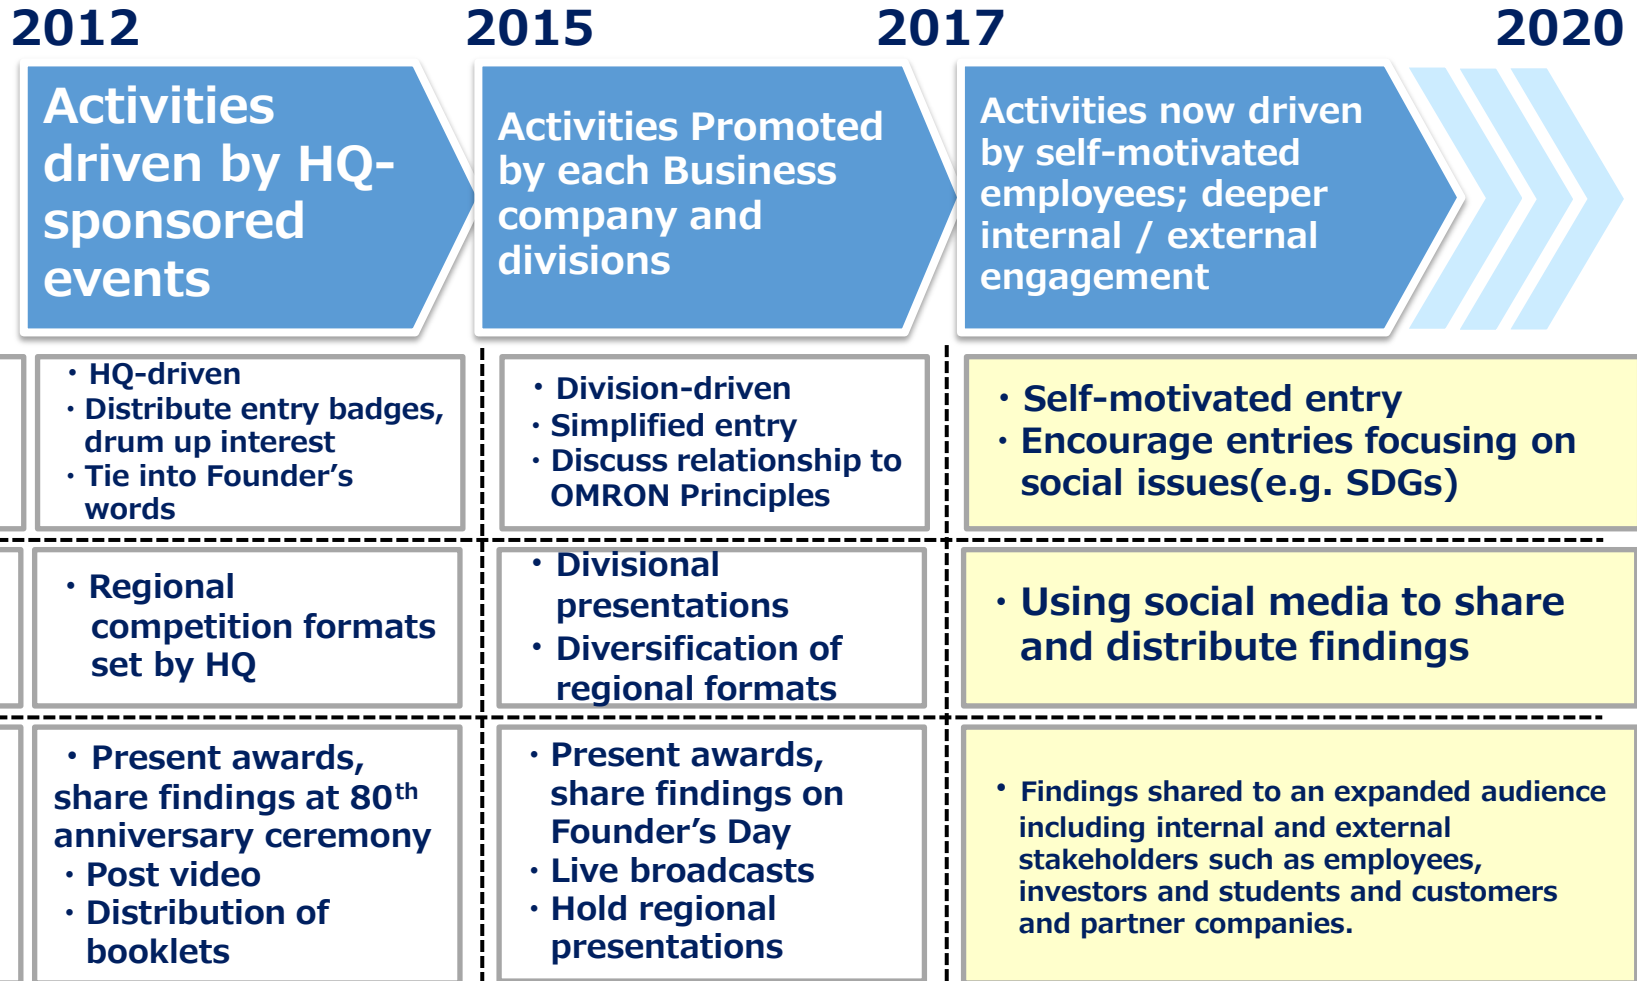 2012
2015
2017
2020
Activities
driven by HQ-
sponsored
events
Activities Promoted
by each Business
company and
divisions
Activities now driven
by self-motivated
employees; deeper
internal / external
engagement
・HQ-driven
・Distribute entry badges,
drum up interest
・Tie into Founder’s
words
・Division-driven
・Simplified entry
・Discuss relationship to
OMRON Principles
・Self-motivated entry
・Encourage entries focusing on
social issues(e.g. SDGs)
・Regional
competition formats
set by HQ
・Divisional
presentations
・Diversification of
regional formats
・Using social media to share
and distribute findings
・Present awards,
share findings at 80th
anniversary ceremony
・Post video
・Distribution of
booklets
・Present awards,
share findings on
Founder’s Day
・Live broadcasts
・Hold regional
presentations
・Findings shared to an expanded audience
including internal and external
stakeholders such as employees,
investors and students and customers
and partner companies.